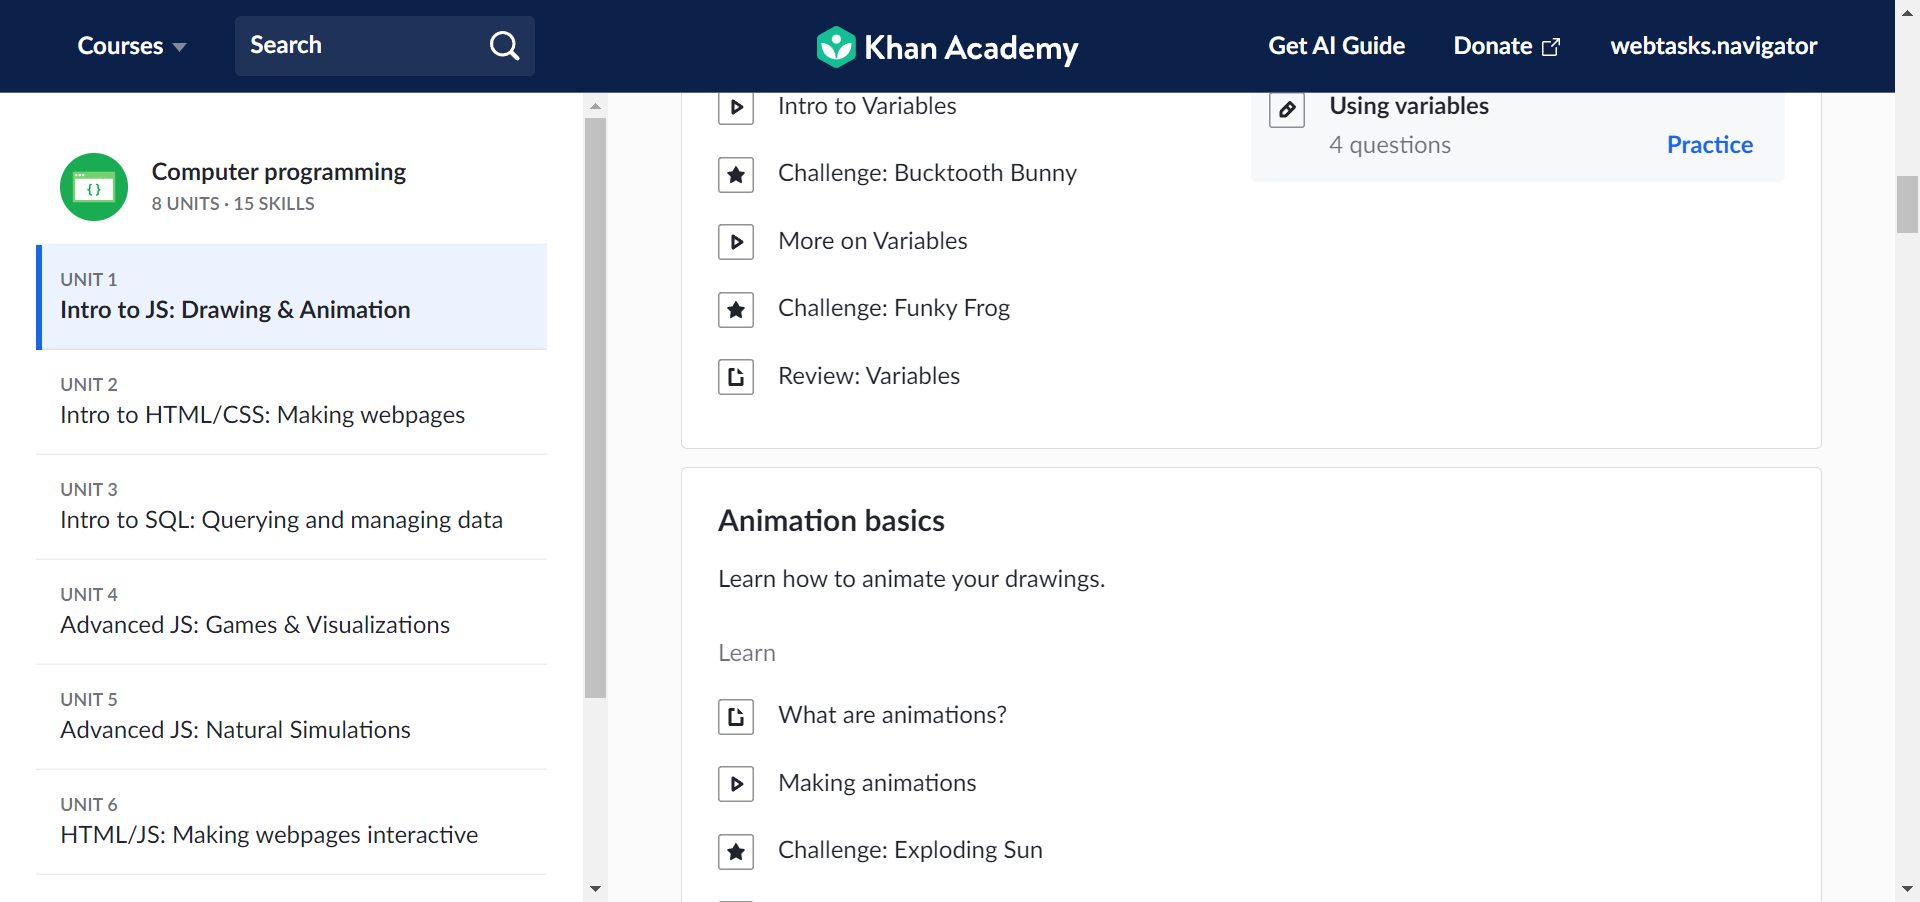 Courses
Search
Khan Academy
Get AI Guide
Donate
webtasks.navigator
Computer programming
8 UNITS · 15 SKILLS
UNIT 1
Intro to JS: Drawing & Animation
UNIT 2
Intro to HTML/CSS: Making webpages
UNIT 3
Intro to SQL: Querying and managing data
UNIT 4
Advanced JS: Games & Visualizations
UNIT 5
Advanced JS: Natural Simulations
UNIT 6
HTML/JS: Making webpages interactive
Intro to Variables
Challenge: Bucktooth Bunny
More on Variables
Challenge: Funky Frog
Review: Variables
Using variables
4 questions
Practice
Animation basics
Learn how to animate your drawings.
Learn
What are animations?
Making animations
Challenge: Exploding Sun